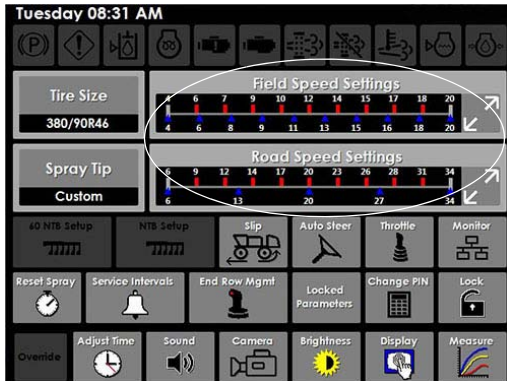 Tuesday 08:31 AM
(P)
Tire Size
380/90R46
Field Speed Settings
4 6 7 9 10 12 14 15 17 18 20
4 6 8 9 11 13 15 16 18 20
Spray Tip
Custom
Road Speed Settings
6 9 12 14 17 20 23 26 28 31 34
6 13 20 27 34
60 NTB Setup
NTB Setup
Slip
Auto Steer
Throttle
Monitor
Reset Spray
Service Intervals
End Row Mgmt
Locked
Parameters
Change PIN
Lock
Override
Adjust Time
Sound
Camera
Brightness
Display
Measure